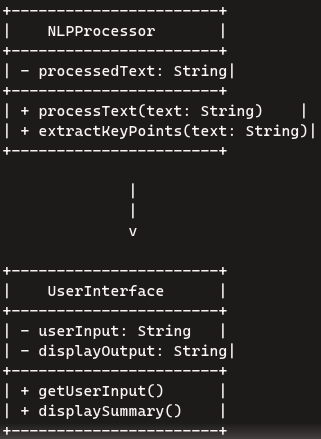 +-----------------------+
|    NLPProcessor       |
+-----------------------+
| - processedText: String|
+-----------------------+
| + processText(text: String)    |
| + extractKeyPoints(text: String)|
+-----------------------+
|
|
v
+-----------------------+
|    UserInterface      |
+-----------------------+
| - userInput: String   |
| - displayOutput: String|
+-----------------------+
| + getUserInput()      |
| + displaySummary()    |
+-----------------------+